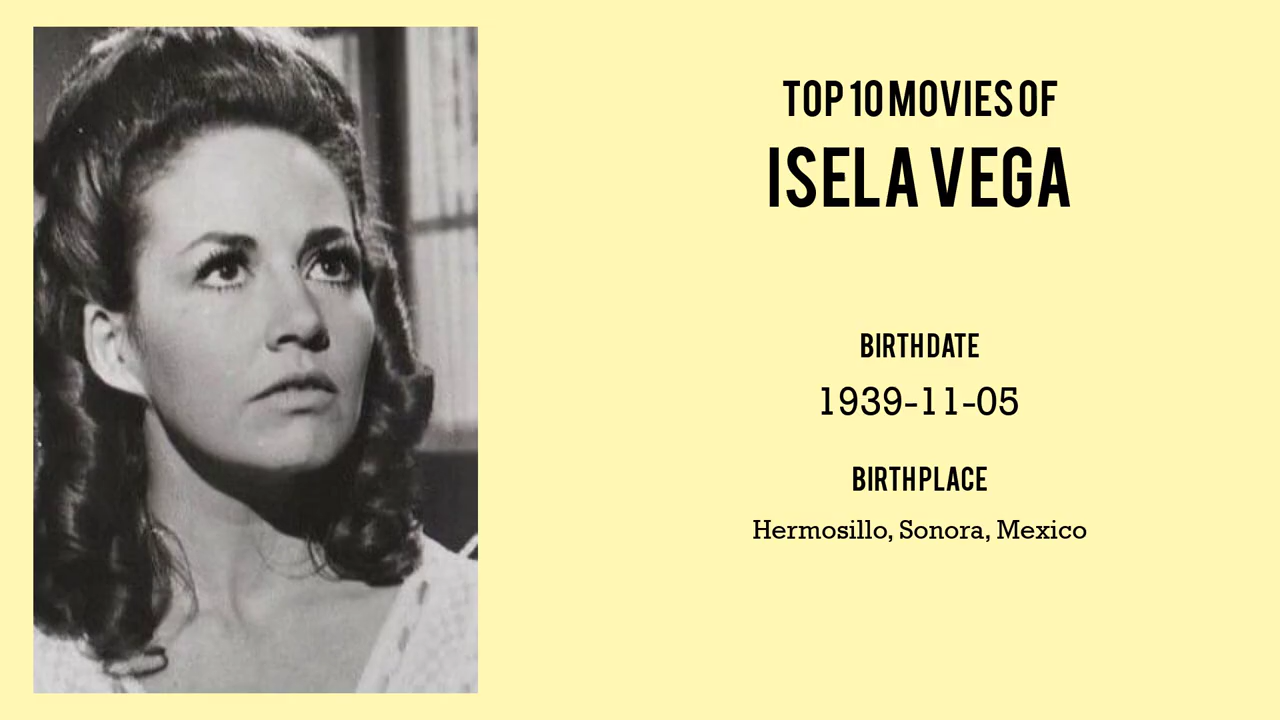 TOP 10 MOVIES OF
ISELA VEGA
BIRTHDATE
1939-11-05
BIRTHPLACE
Hermosillo, Sonora, Mexico